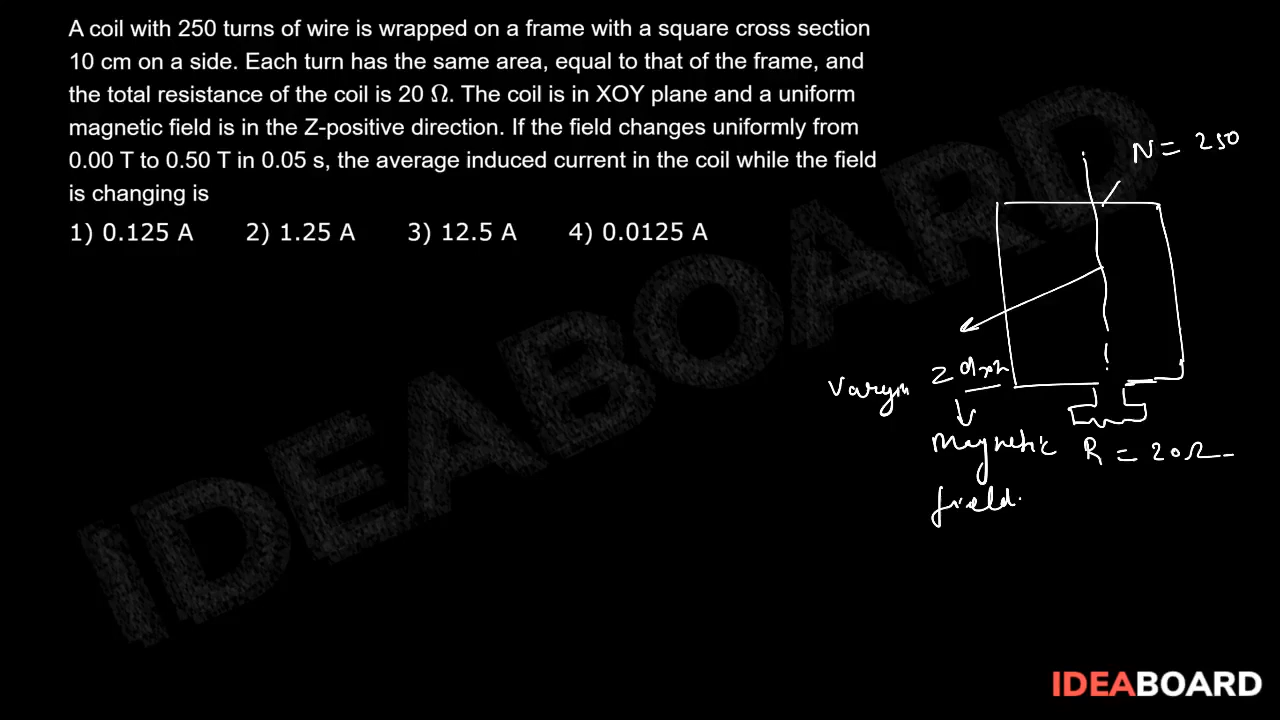 A coil with 250 turns of wire is wrapped on a frame with a square cross section
10 cm on a side. Each turn has the same area, equal to that of the frame, and
the total resistance of the coil is 20 Ω. The coil is in XOY plane and a uniform
magnetic field is in the Z-positive direction. If the field changes uniformly from
0.00 T to 0.50 T in 0.05 s, the average induced current in the coil while the field
is changing is
1) 0.125 A 2) 1.25 A 3) 12.5 A 4) 0.0125 A
N = 250
Z
Magnetic
field.
R = 20Ω
IDEABOARD
IDEABOARD